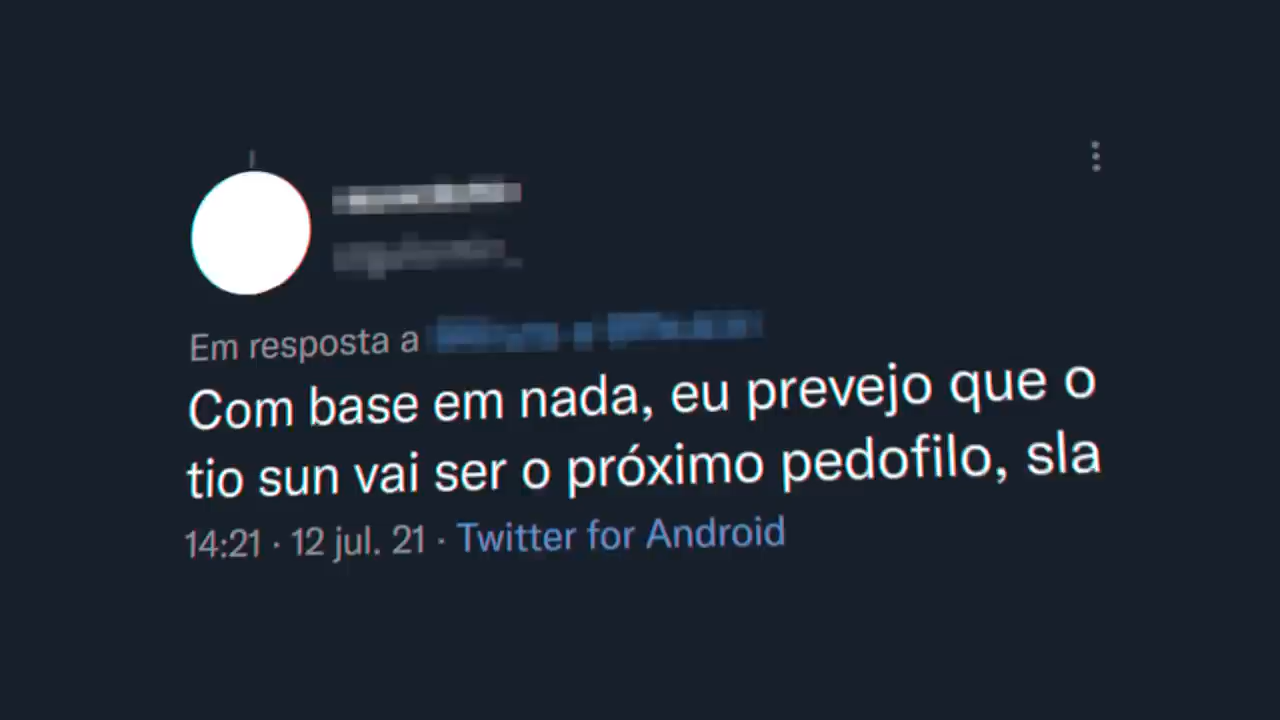 Em resposta a
Com base em nada, eu prevejo que o
tio sun vai ser o próximo pedofilo, sla
14:21 · 12 jul. 21 · Twitter for Android